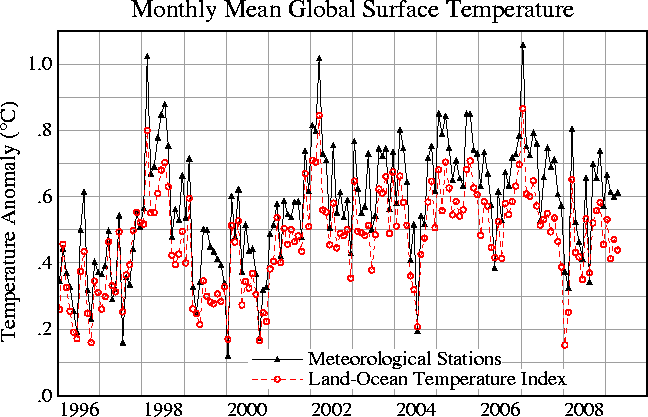 Monthly Mean Global Surface Temperature
Temperature Anomaly (°C)
1.0
.8
.6
.4
.2
.0
Meteorological Stations
Land-Ocean Temperature Index
1996 1998 2000 2002 2004 2006 2008